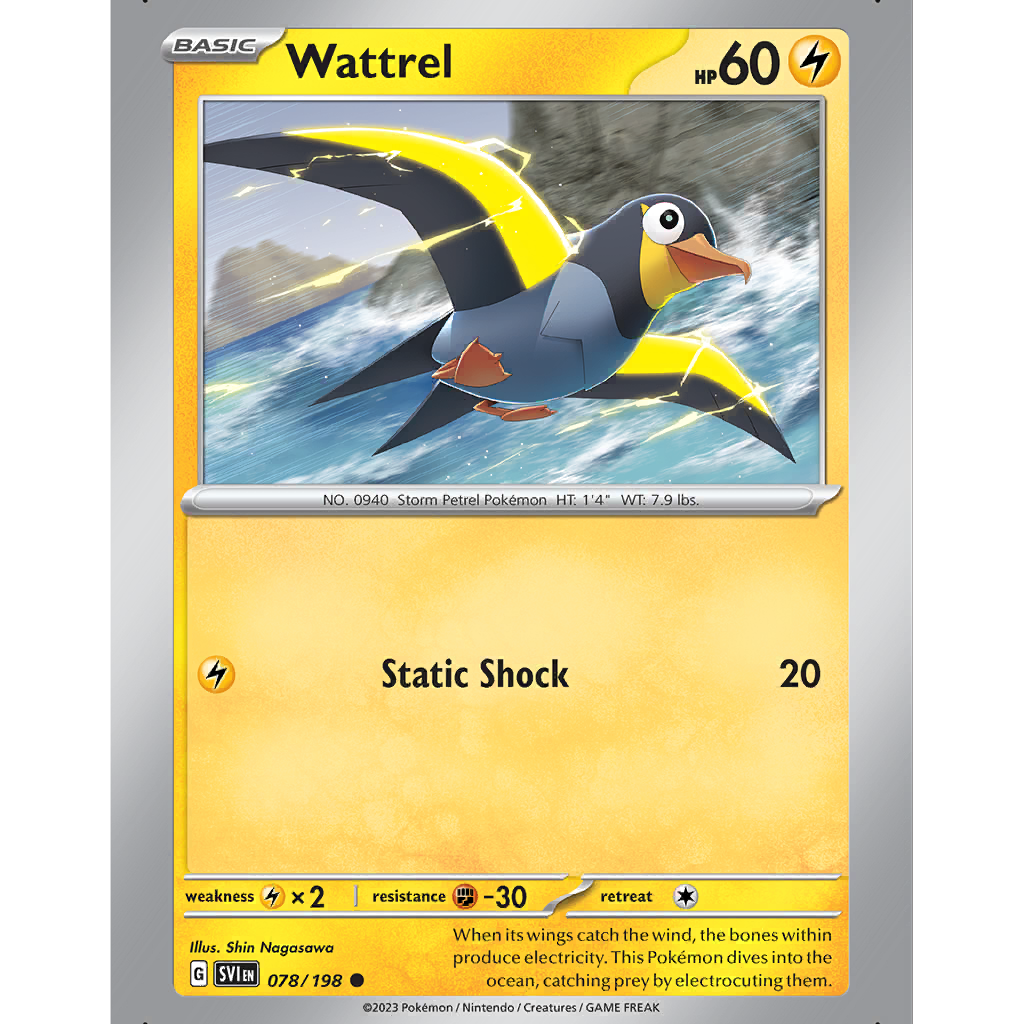 BASIC
Wattrel
HP60
NO. 0940 Storm Petrel Pokémon HT: 1'4" WT: 7.9 lbs.
Static Shock 20
weakness ×2 resistance -30 retreat
Illus. Shin Nagasawa
When its wings catch the wind, the bones within
produce electricity. This Pokémon dives into the
ocean, catching prey by electrocuting them.
G SVI EN 078/198
©2023 Pokémon / Nintendo / Creatures / GAME FREAK